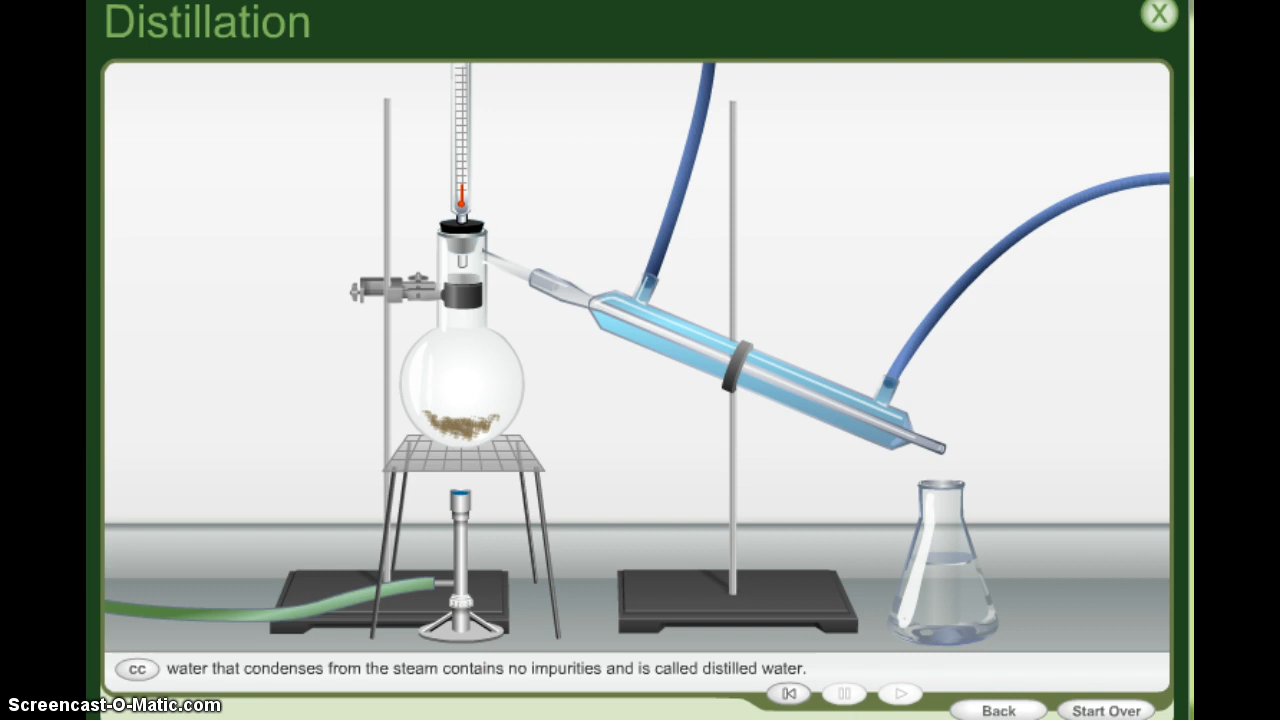 Distillation
X
cc water that condenses from the steam contains no impurities and is called distilled water.
Back Start Over
Screencast-O-Matic.com